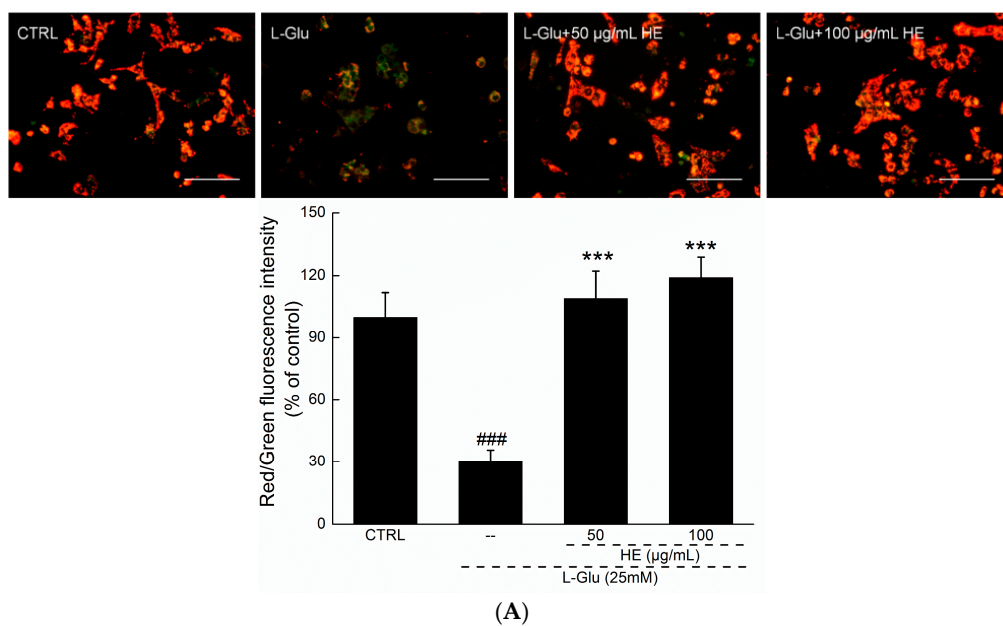 CTRL
L-Glu
L-Glu+50 µg/mL HE
L-Glu+100 µg/mL HE
Red/Green fluorescence intensity
(% of control)
150
120
90
60
30
0
###
***
***
CTRL
--
50
100
HE (µg/mL)
L-Glu (25mM)
(A)